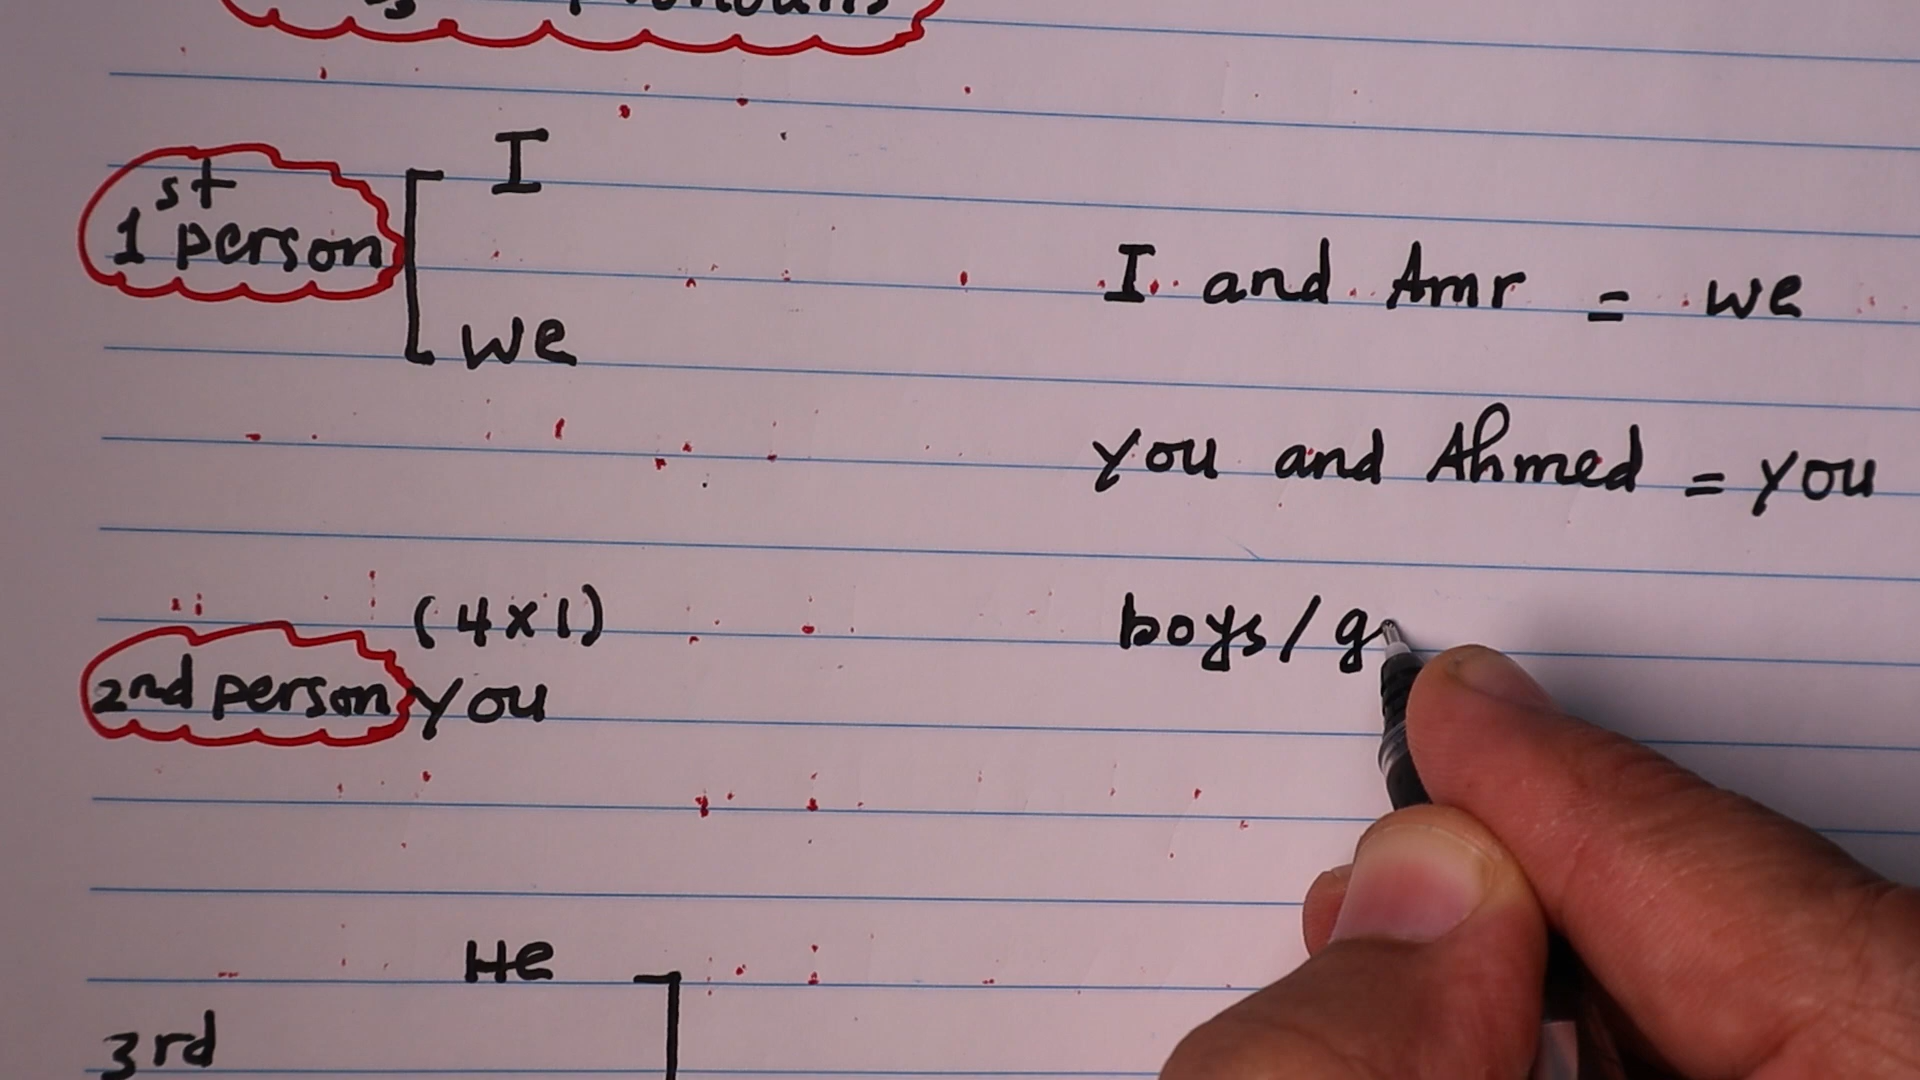 1st person
I
we
I and Amr = we
you and Ahmed = you
(4x1)
2nd person you
boys/g
He
3rd